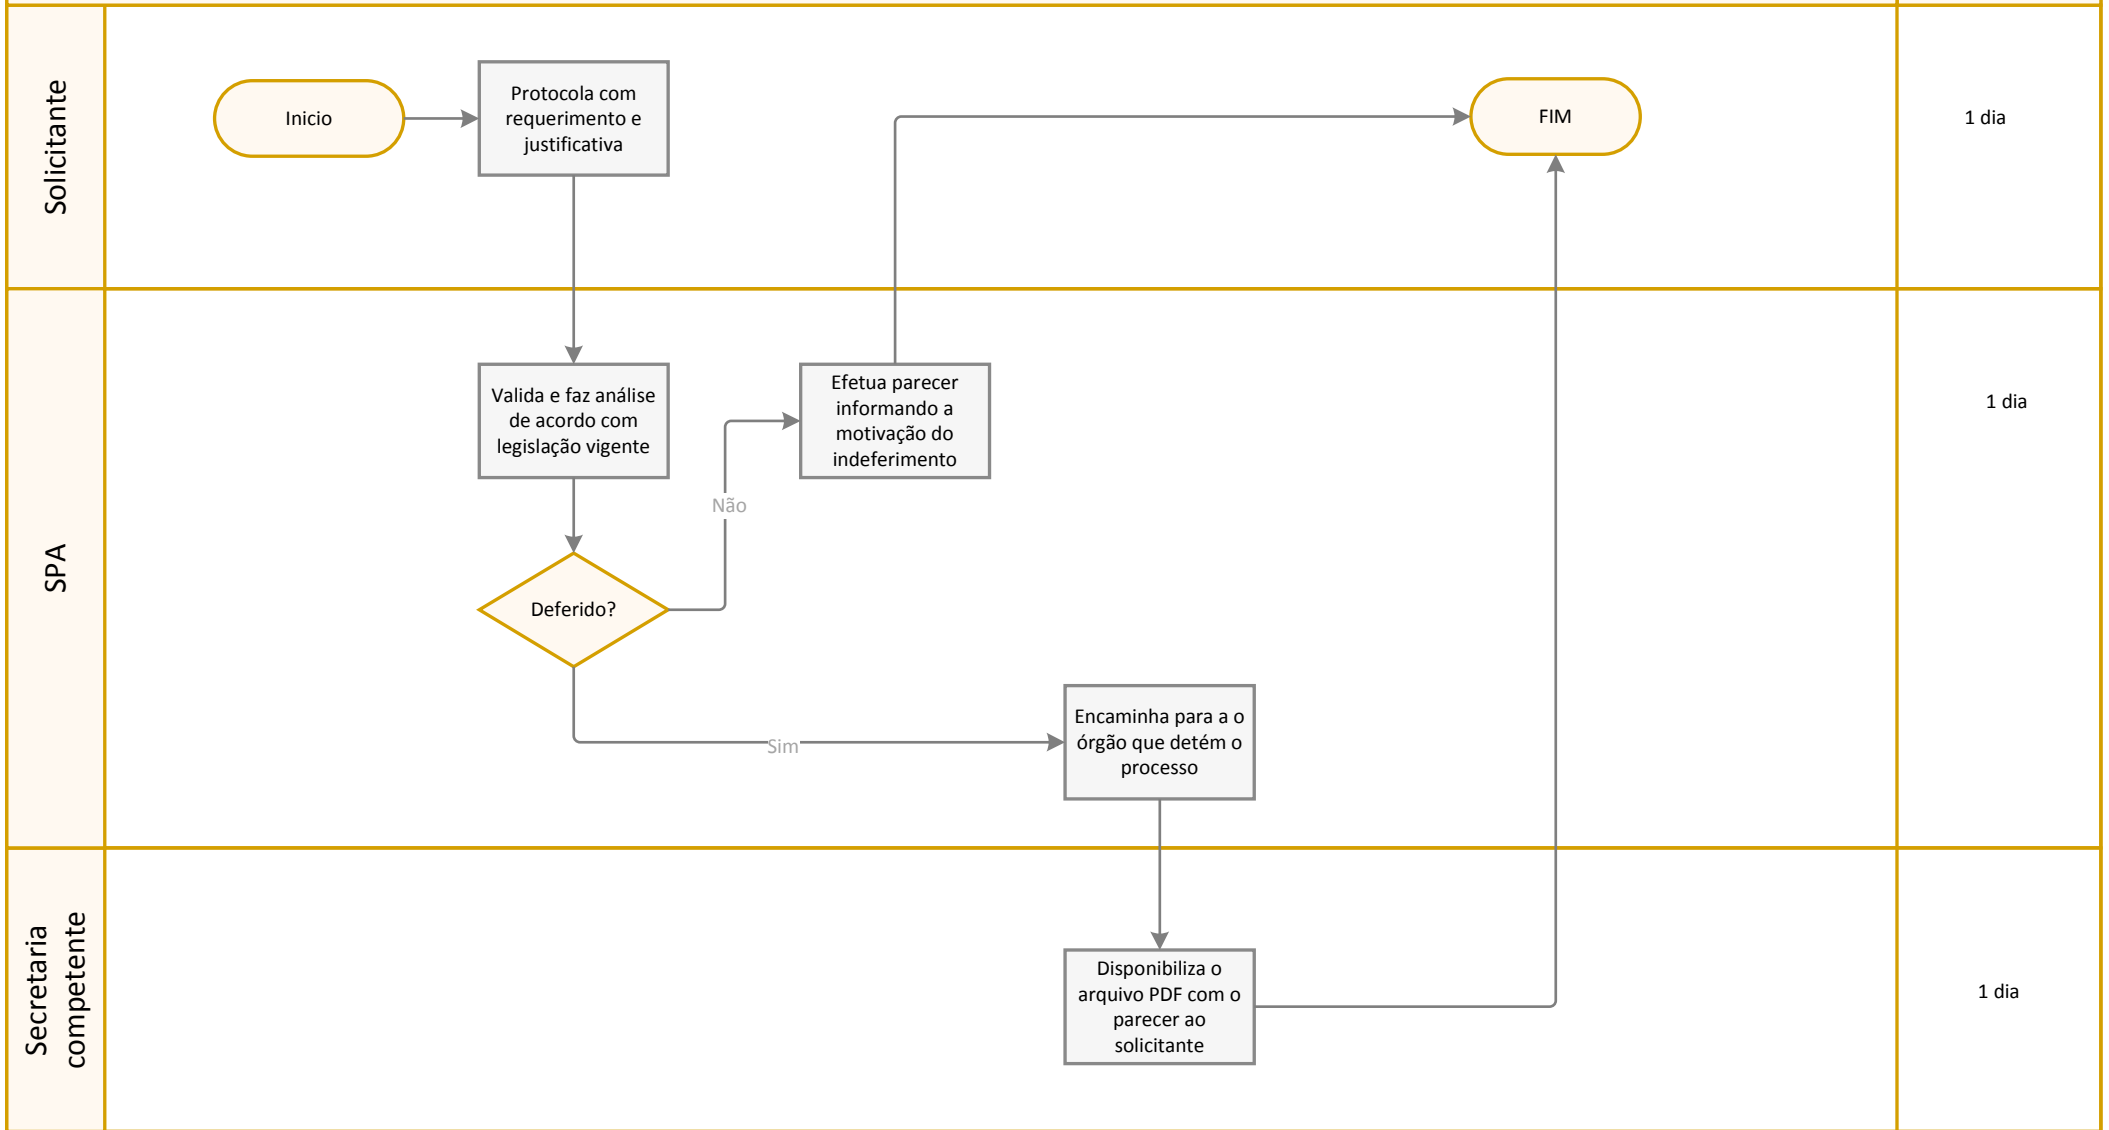 Solicitante
Inicio
Protocola com
requerimento e
justificativa
FIM
1 dia
SPA
Valida e faz análise
de acordo com
legislação vigente
Efetua parecer
informando a
motivação do
indeferimento
1 dia
Não
Deferido?
Sim
Encaminha para a o
órgão que detém o
processo
Secretaria
competente
Disponibiliza o
arquivo PDF com o
parecer ao
solicitante
1 dia